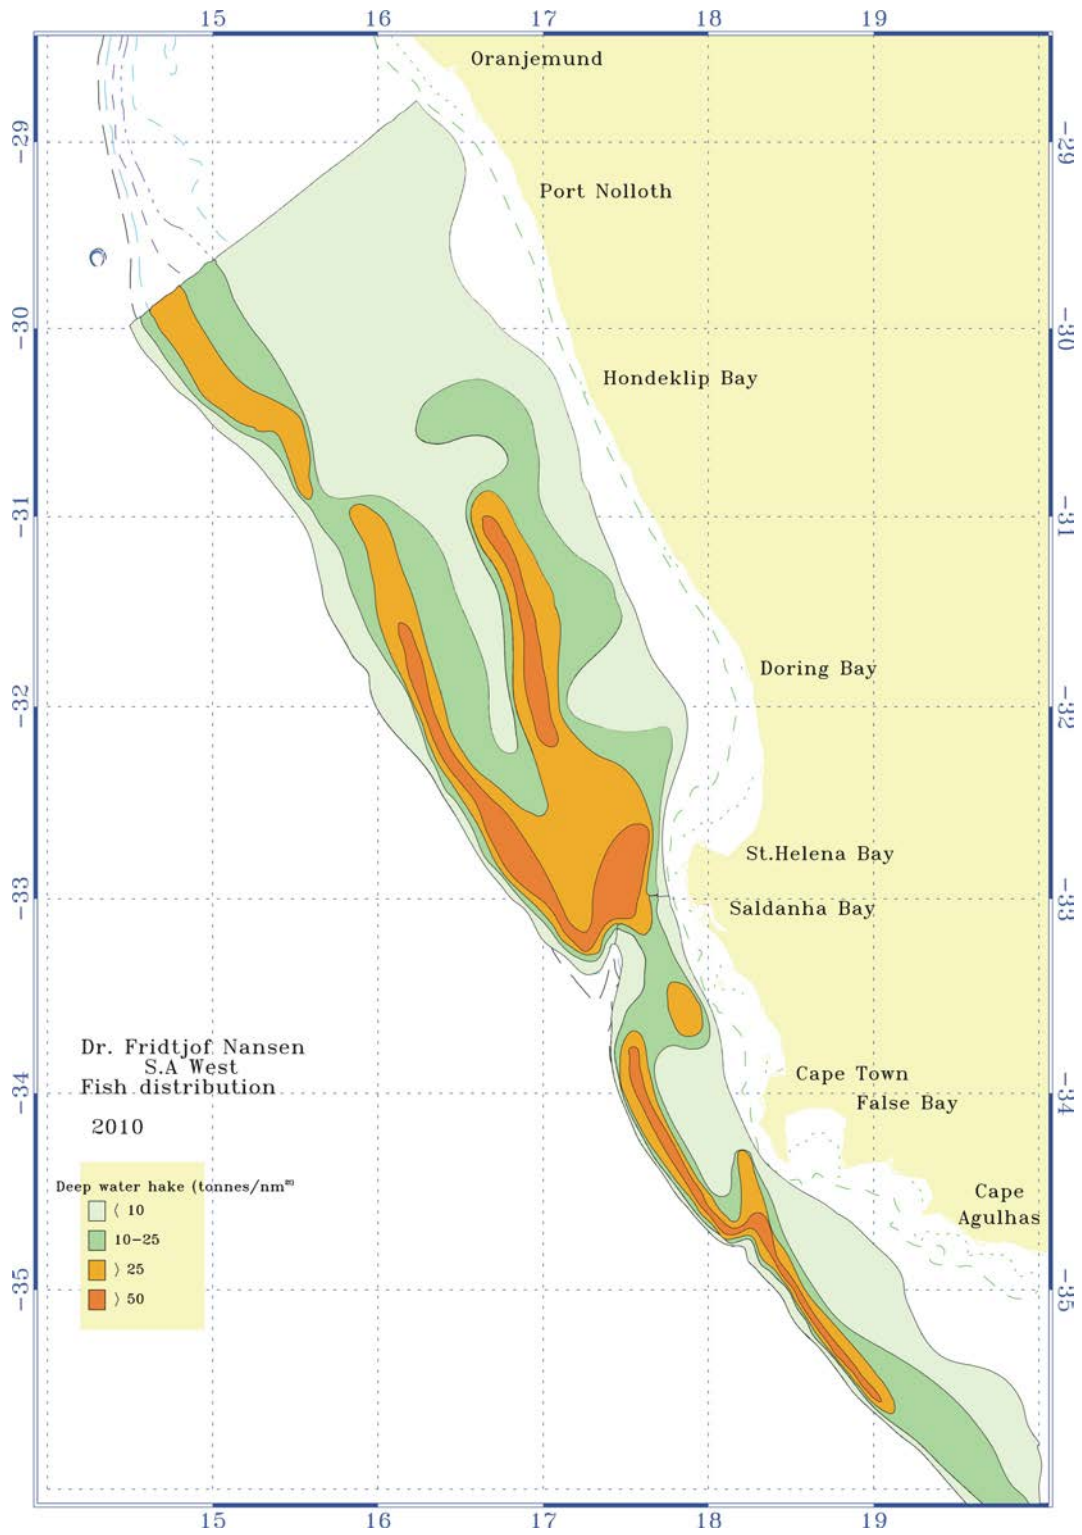 15 16 17 18 19
Oranjemund
-29 -29
Port Nolloth
-30 -30
Hondeklip Bay
-31 -31
Doring Bay
-32 -32
St.Helena Bay
-33 -33
Saldanha Bay
Dr. Fridtjof Nansen
S.A West
Fish distribution
2010
Cape Town
-34 -34
False Bay
Cape
Agulhas
Deep water hake (tonnes/nm
⟨ 10
10-25
⟩ 25
⟩ 50
-35 -35
15 16 17 18 19